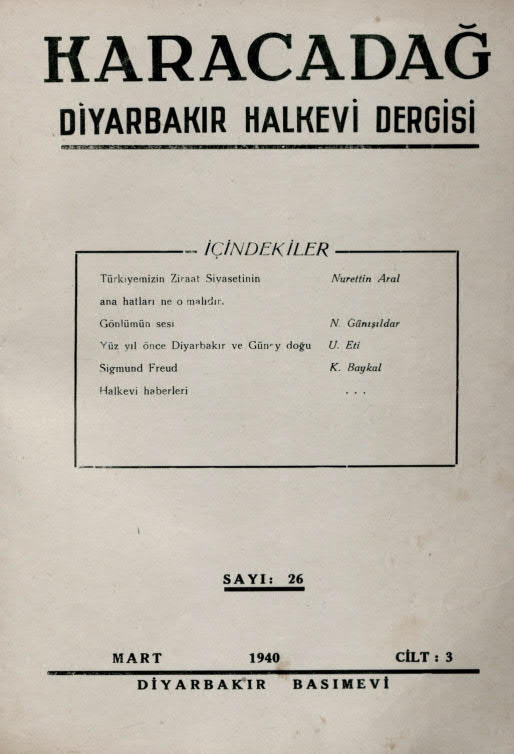 KARACADAĞ
DİYARBAKIR HALKEVİ DERGİSİ
İÇİNDEKİLER
Türkiyemizin Ziraat Siyasetinin Nurettin Aral
ana hatları ne olmalıdır.
Gönlümün sesi N. Günışıldar
Yüz yıl önce Diyarbakır ve Güney doğu U. Eti
Sigmund Freud K. Baykal
Halkevi haberleri . . .
SAYI: 26
MART 1940 CİLT : 3
DİYARBAKIR BASIMEVİ